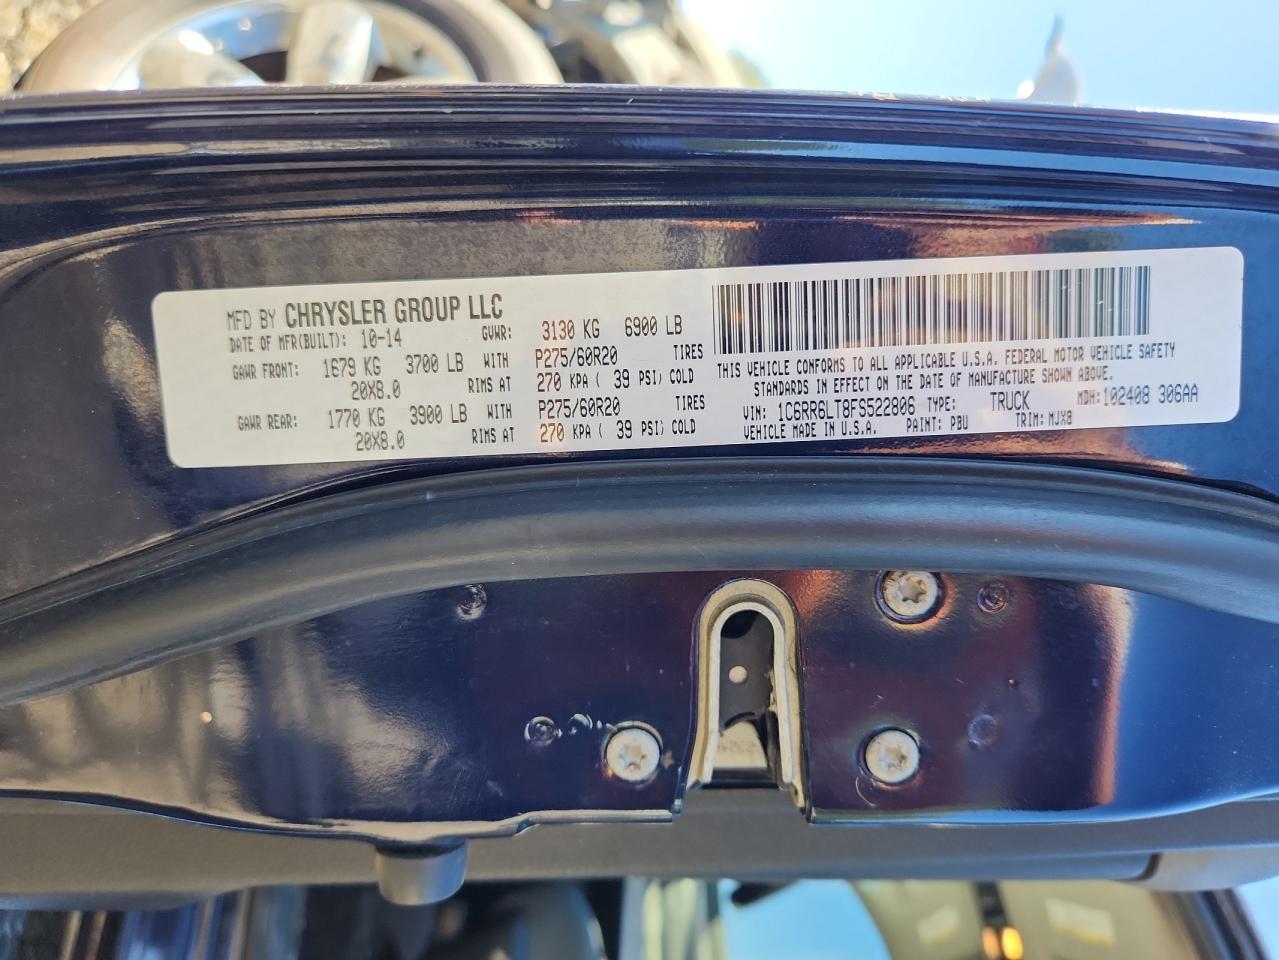 MFD BY CHRYSLER GROUP LLC
DATE OF MFR(BUILT): 10-14 GVWR: 3130 KG 6900 LB
GAWR FRONT: 1679 KG 3700 LB WITH P275/60R20 TIRES
20X8.0 RIMS AT 270 KPA ( 39 PSI) COLD
GAWR REAR: 1770 KG 3900 LB WITH P275/60R20 TIRES
20X8.0 RIMS AT 270 KPA ( 39 PSI) COLD
THIS VEHICLE CONFORMS TO ALL APPLICABLE U.S.A. FEDERAL MOTOR VEHICLE SAFETY
STANDARDS IN EFFECT ON THE DATE OF MANUFACTURE SHOWN ABOVE.
VIN: 1C6RR6LT8FS522806 TYPE: TRUCK MDH: 102408 306AA
VEHICLE MADE IN U.S.A. PAINT: PBU TRIM: MJX8